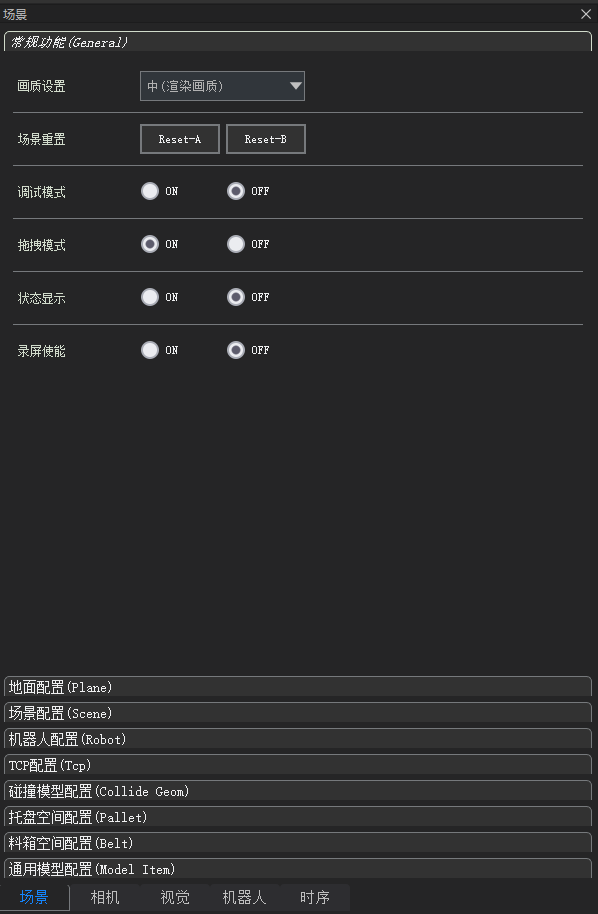 场景
常规功能(General)
画质设置 中(渲染画质)
场景重置 Reset-A Reset-B
调试模式 ON OFF
拖拽模式 ON OFF
状态显示 ON OFF
录屏使能 ON OFF
地面配置(Plane)
场景配置(Scene)
机器人配置(Robot)
TCP配置(Tcp)
碰撞模型配置(Collide Geom)
托盘空间配置(Pallet)
料箱空间配置(Belt)
通用模型配置(Model Item)
场景 相机 视觉 机器人 时序